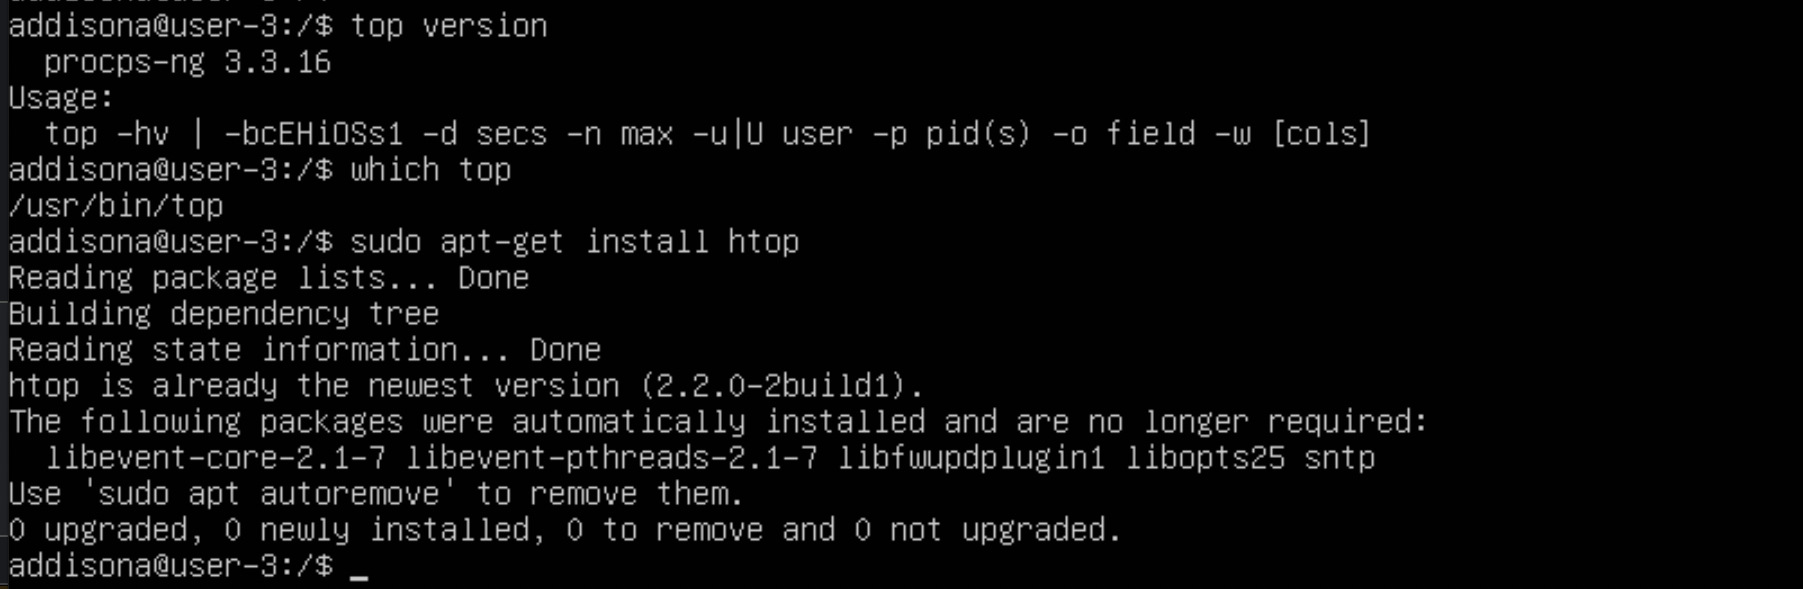 addisona@user-3:/$ top version
  procps-ng 3.3.16
Usage:
  top -hv | -bcEHiOSs1 -d secs -n max -u|U user -p pid(s) -o field -w [cols]
addisona@user-3:/$ which top
/usr/bin/top
addisona@user-3:/$ sudo apt-get install htop
Reading package lists... Done
Building dependency tree
Reading state information... Done
htop is already the newest version (2.2.0-2build1).
The following packages were automatically installed and are no longer required:
  libevent-core-2.1-7 libevent-pthreads-2.1-7 libfwupdplugin1 libopts25 sntp
Use 'sudo apt autoremove' to remove them.
0 upgraded, 0 newly installed, 0 to remove and 0 not upgraded.
addisona@user-3:/$ _